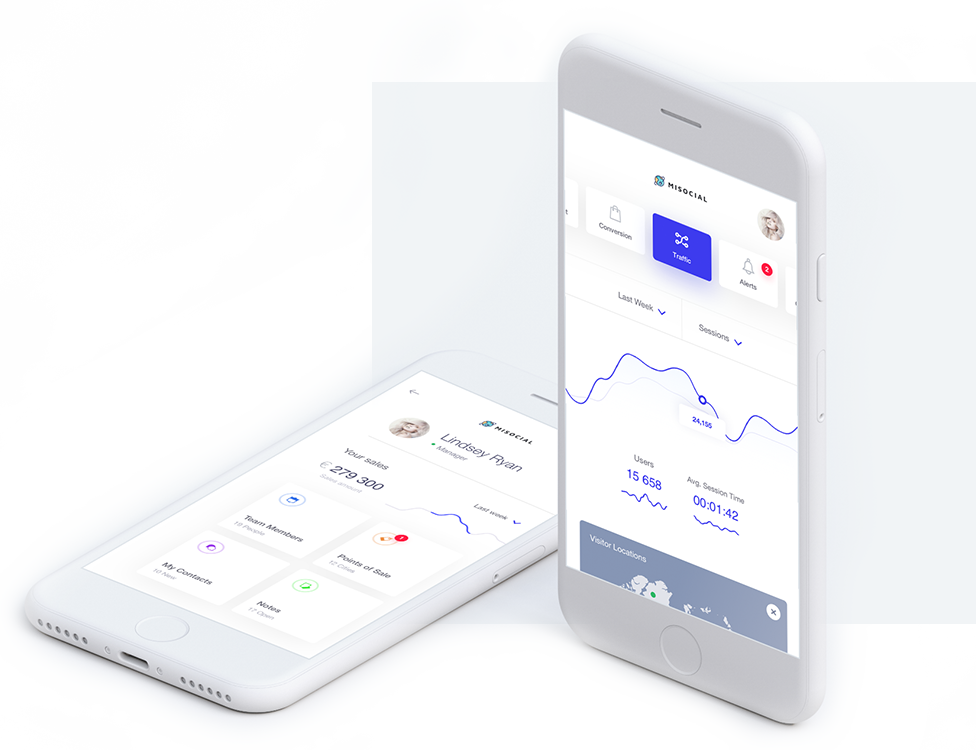 MISOCIAL
t
Conversion
Traffic
Alerts
2
Last Week
Sessions
24,155
Users
15 658
Avg. Session Time
00:01:42
Visitor Locations
MISOCIAL
Lindsey Ryan
Manager
Your sales
€ 279 300
Sales amount
Last week
Team Members
18 People
Points of Sale
12 Cities
My Contacts
10 New
Notes
17 Open